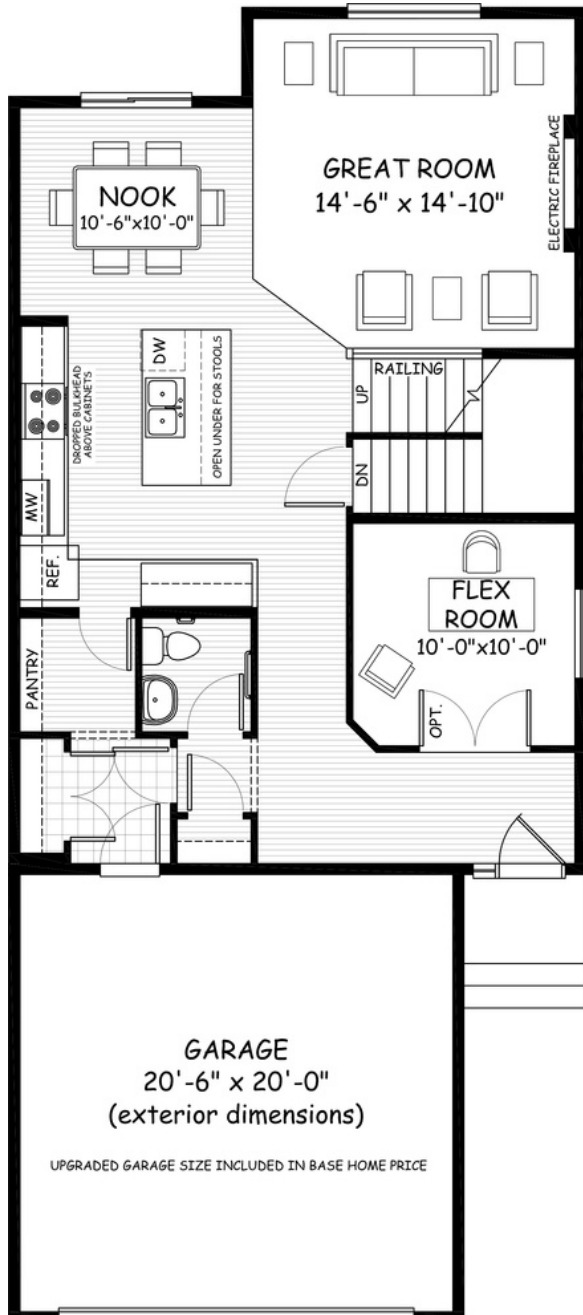 GREAT ROOM
14'-6" x 14'-10"
ELECTRIC FIREPLACE
NOOK
10'-6"x10'-0"
DW
OPEN UNDER FOR STOOLS
DROPPED BULKHEAD
ABOVE CABINETS
MW
REF.
UP
RAILING
DN
FLEX
ROOM
10'-0"x10'-0"
OPT.
PANTRY
GARAGE
20'-6" x 20'-0"
(exterior dimensions)
UPGRADED GARAGE SIZE INCLUDED IN BASE HOME PRICE